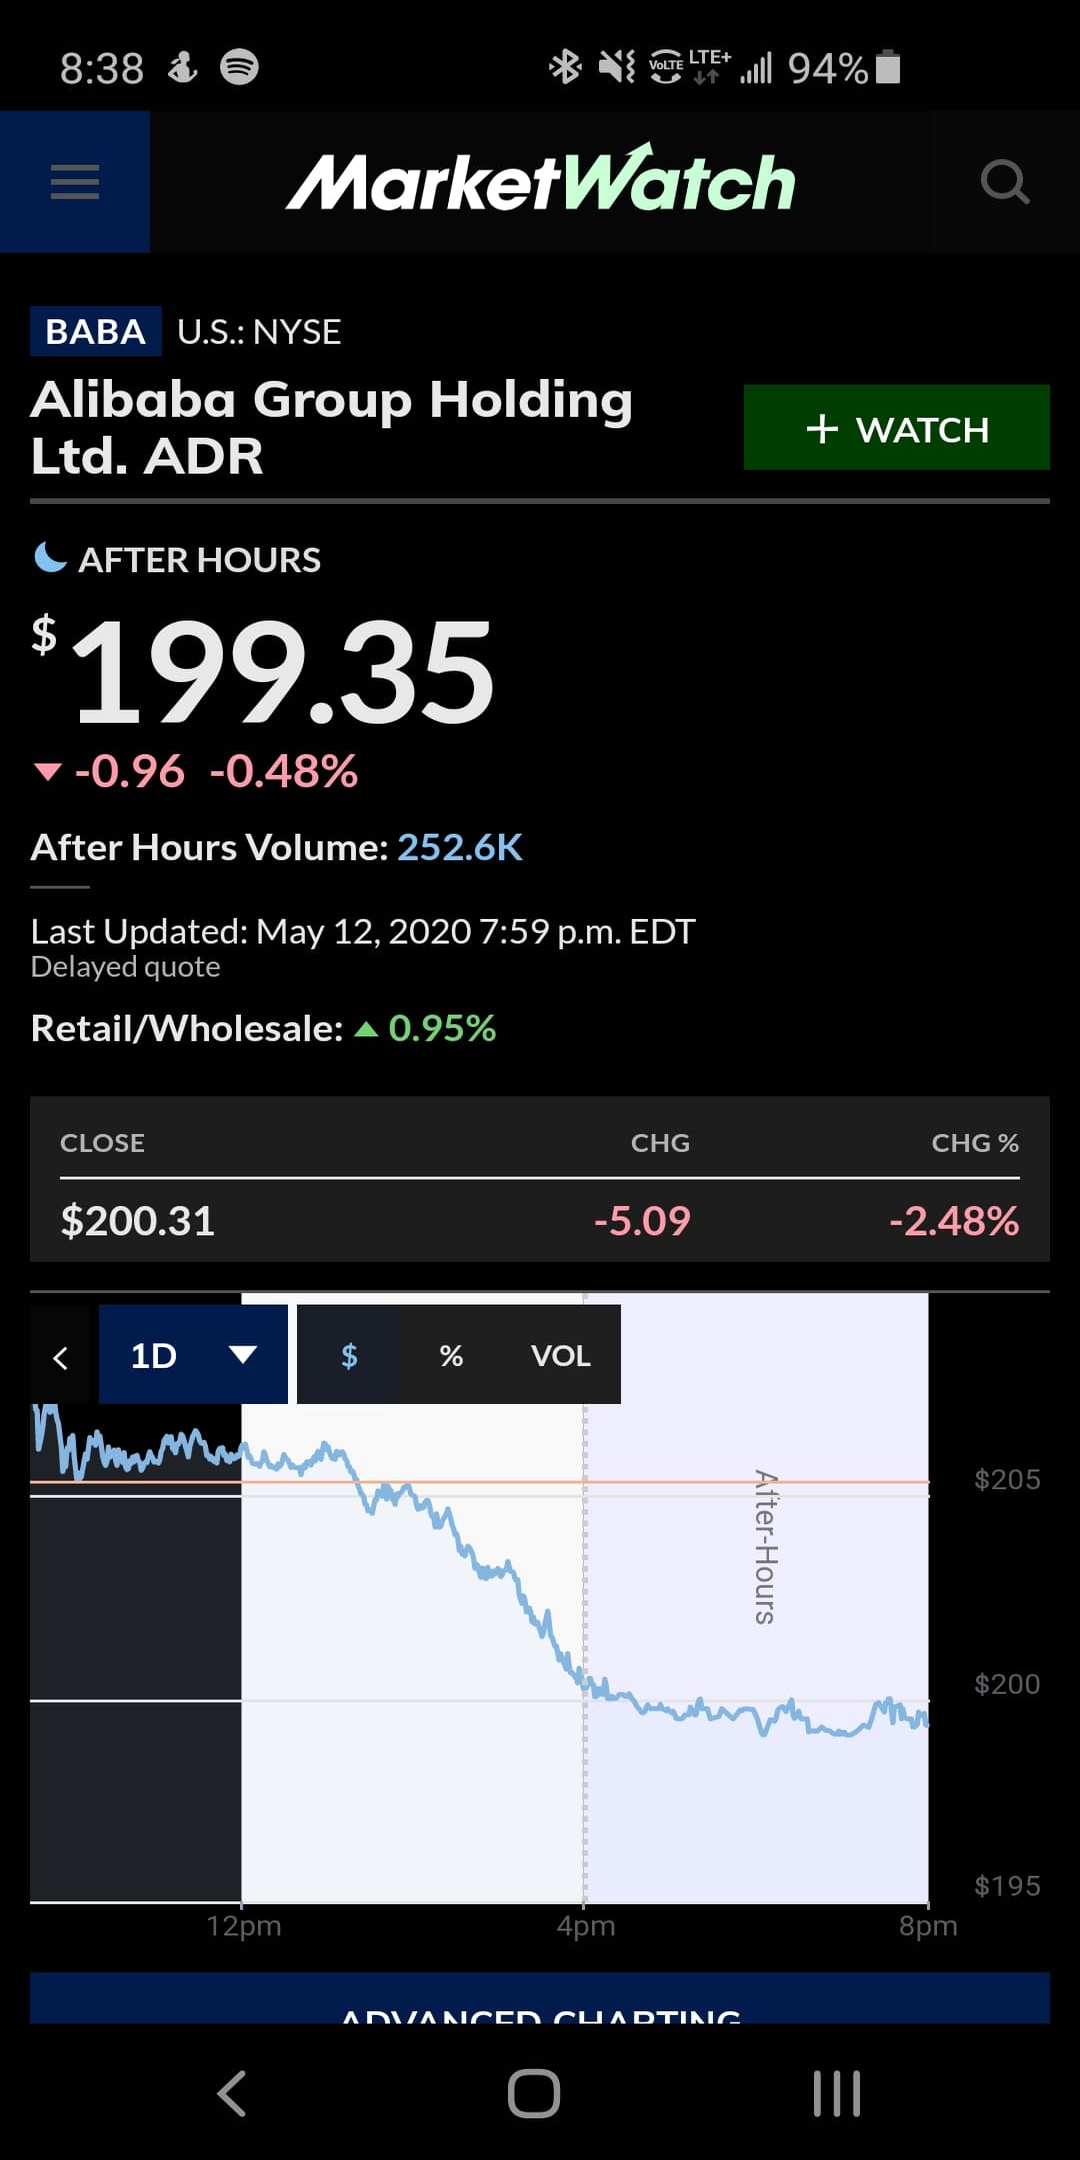 8:38 VoLTE LTE+ 94%
MarketWatch
BABA U.S.: NYSE
Alibaba Group Holding
Ltd. ADR
+ WATCH
AFTER HOURS
$199.35
-0.96 -0.48%
After Hours Volume: 252.6K
Last Updated: May 12, 2020 7:59 p.m. EDT
Delayed quote
Retail/Wholesale: 0.95%
CLOSE CHG CHG %
$200.31 -5.09 -2.48%
1D $ % VOL
$205
After-Hours
$200
$195
12pm 4pm 8pm
ADVANCED CHARTING